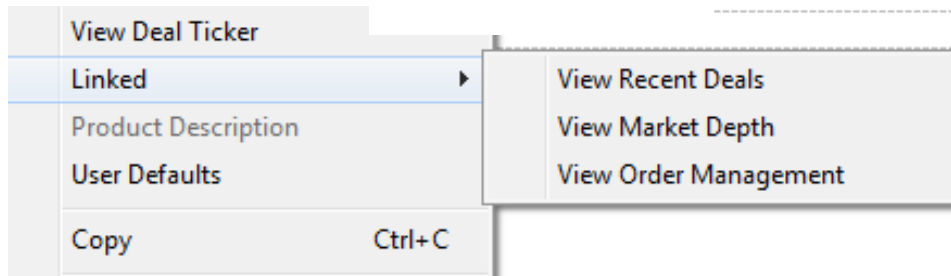 View Deal Ticker
Linked
View Recent Deals
Product Description
View Market Depth
User Defaults
View Order Management
Copy Ctrl+C